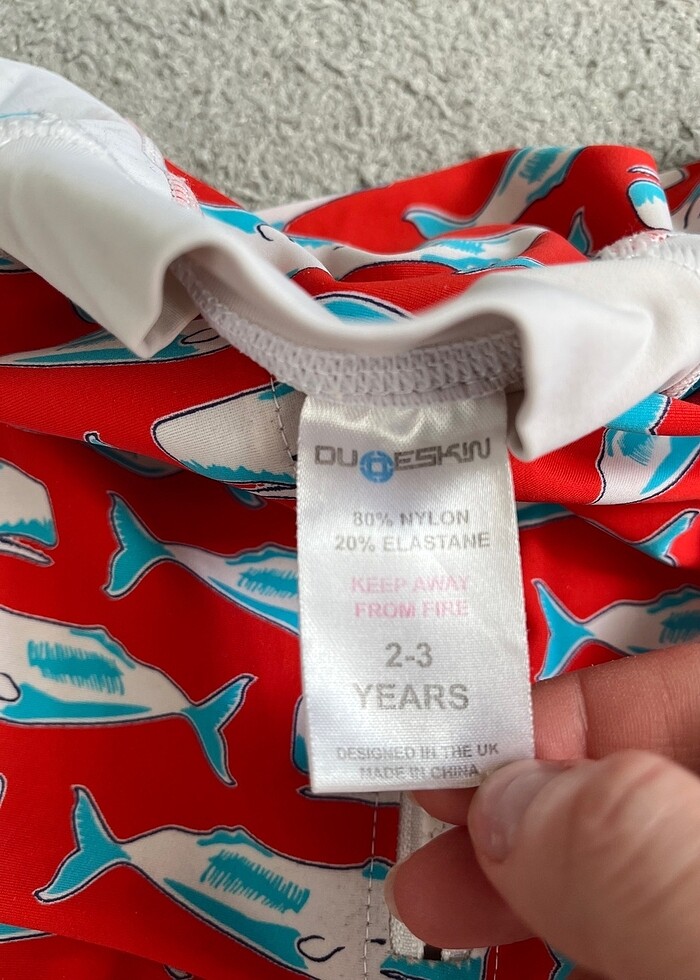 DUOESKIN
80% NYLON
20% ELASTANE
KEEP AWAY
FROM FIRE
2-3
YEARS
DESIGNED IN THE UK
MADE IN CHINA